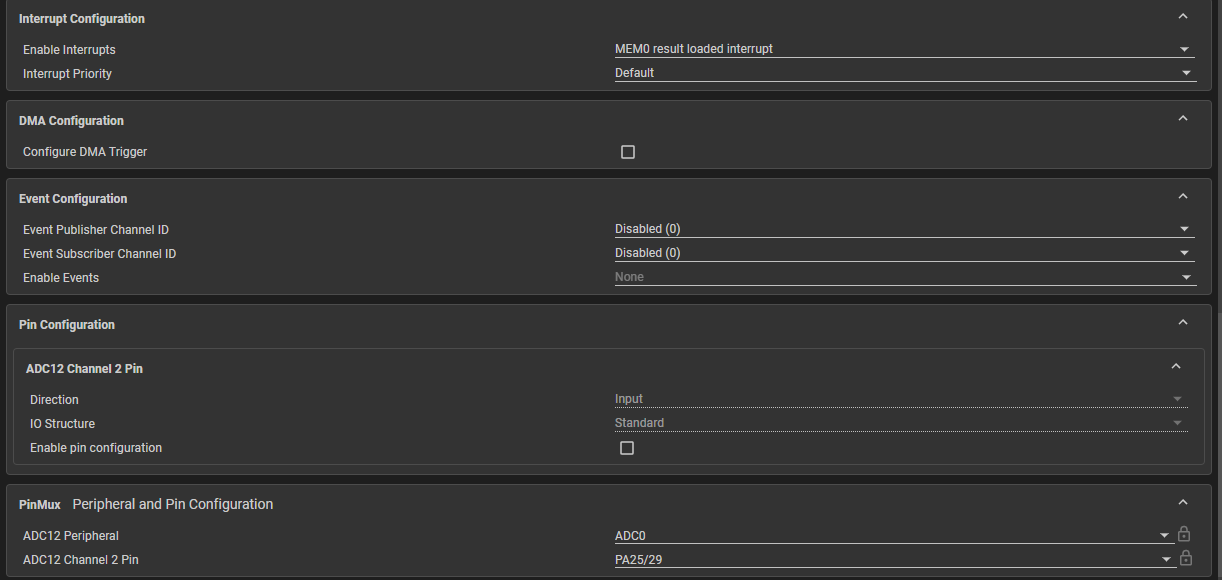 Interrupt Configuration
Enable Interrupts MEM0 result loaded interrupt
Interrupt Priority Default
DMA Configuration
Configure DMA Trigger
Event Configuration
Event Publisher Channel ID Disabled (0)
Event Subscriber Channel ID Disabled (0)
Enable Events None
Pin Configuration
ADC12 Channel 2 Pin
Direction Input
IO Structure Standard
Enable pin configuration
PinMux Peripheral and Pin Configuration
ADC12 Peripheral ADC0
ADC12 Channel 2 Pin PA25/29